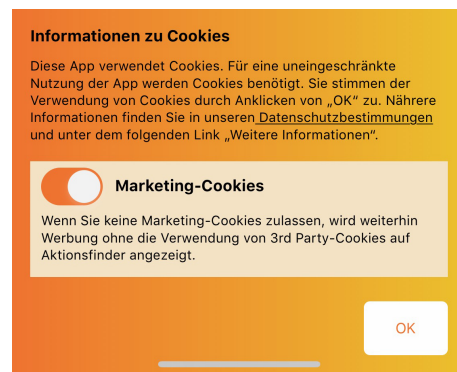 Informationen zu Cookies
Diese App verwendet Cookies. Für eine uneingeschränkte
Nutzung der App werden Cookies benötigt. Sie stimmen der
Verwendung von Cookies durch Anklicken von „OK“ zu. Nährere
Informationen finden Sie in unseren Datenschutzbestimmungen
und unter dem folgenden Link „Weitere Informationen“.
Marketing-Cookies
Wenn Sie keine Marketing-Cookies zulassen, wird weiterhin
Werbung ohne die Verwendung von 3rd Party-Cookies auf
Aktionsfinder angezeigt.
OK